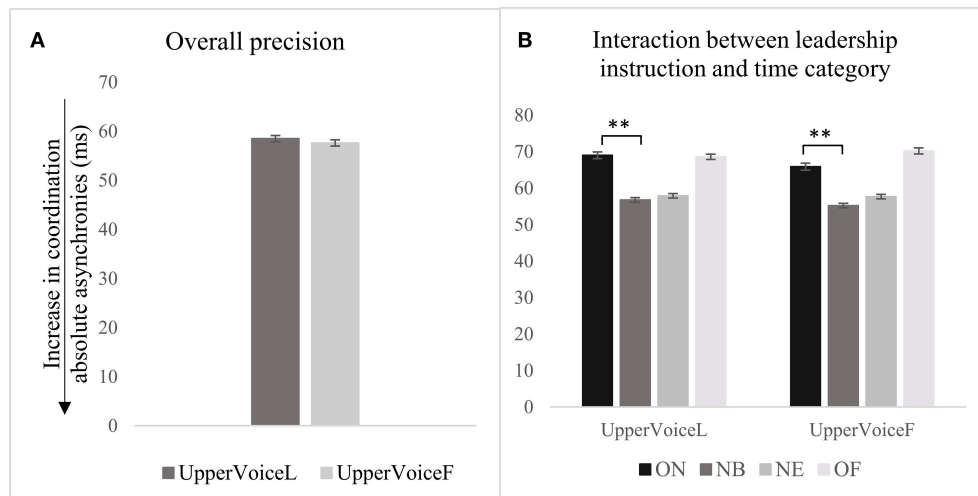 A
Overall precision
Increase in coordination
absolute asynchronies (ms)
70
60
50
40
30
20
10
0
UpperVoiceL UpperVoiceF
B
Interaction between leadership
instruction and time category
80
70
60
50
40
30
20
10
0
** **
UpperVoiceL UpperVoiceF
ON NB NE OF